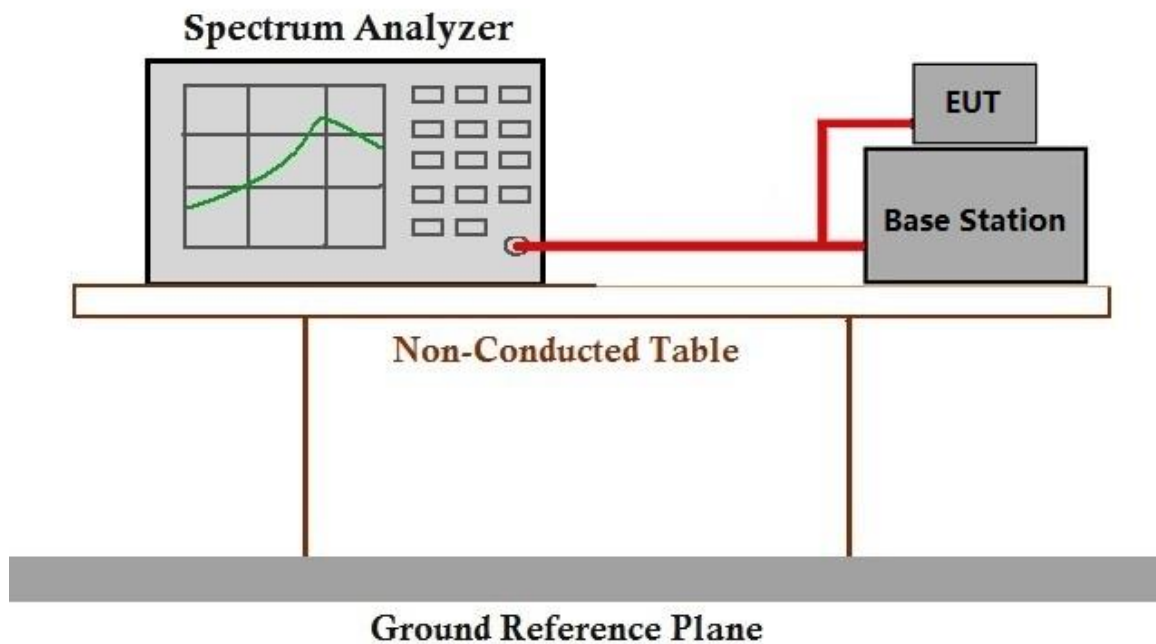 Spectrum Analyzer
EUT
Base Station
Non-Conducted Table
Ground Reference Plane